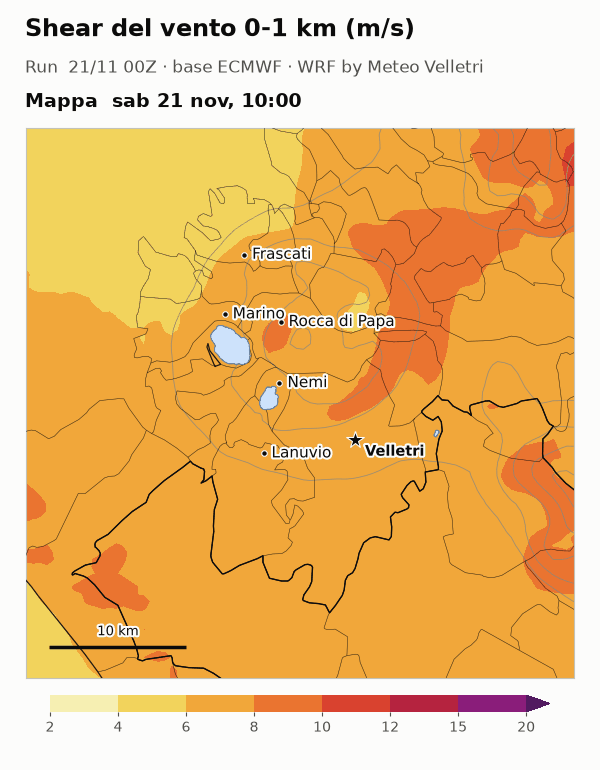 Shear del vento 0-1 km (m/s)
Run  21/11 00Z · base ECMWF · WRF by Meteo Velletri
Mappa  sab 21 nov, 10:00
Frascati
Marino
Rocca di Papa
Nemi
Velletri
Lanuvio
10 km
2 4 6 8 10 12 15 20